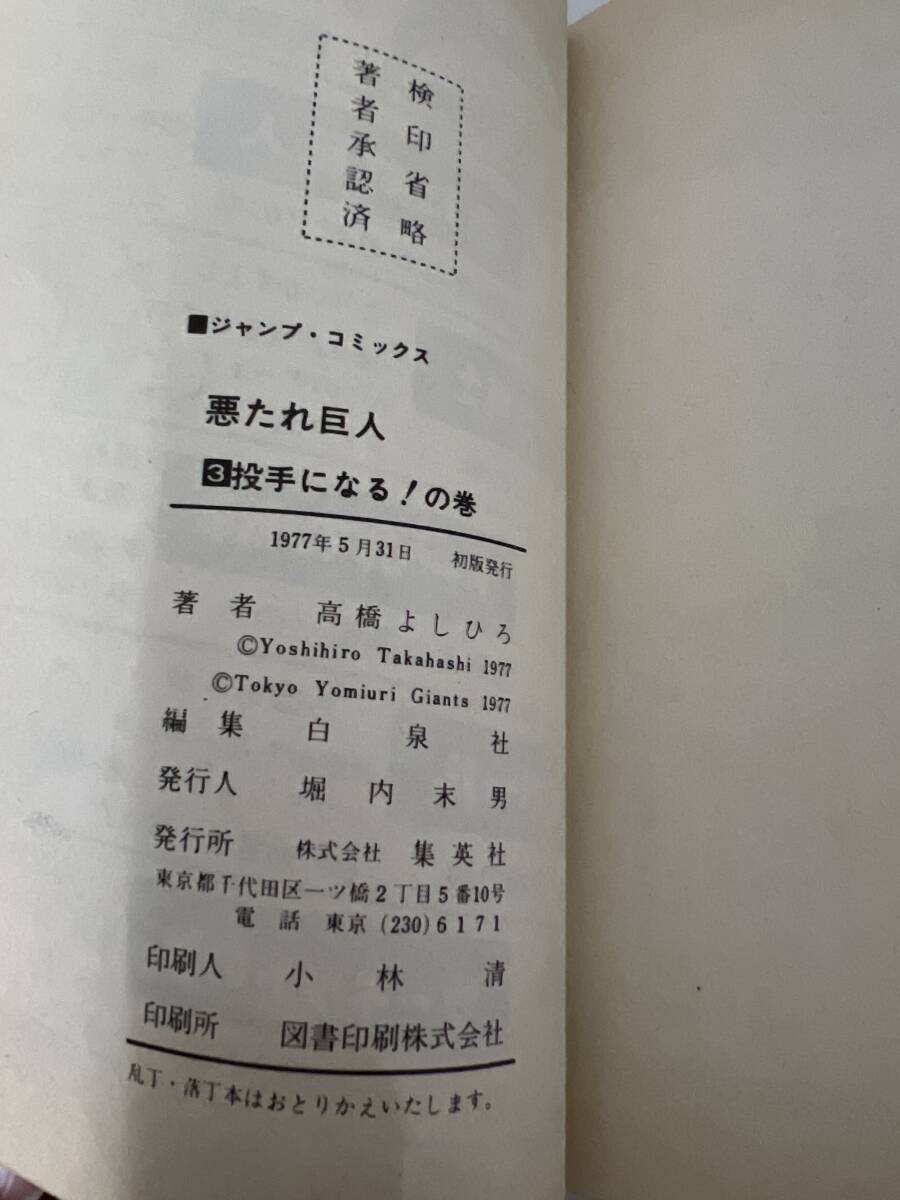 検印省略
著者承認済
■ジャンプ・コミックス
悪たれ巨人
3投手になる!の巻
1977年5月31日 初版発行
著者 高橋よしひろ
©Yoshihiro Takahashi 1977
©Tokyo Yomiuri Giants 1977
編集 白泉社
発行人 堀内末男
発行所 株式会社 集英社
東京都千代田区一ツ橋2丁目5番10号
電話 東京 (230) 6171
印刷人 小林清
印刷所 図書印刷株式会社
乱丁・落丁本はおとりかえいたします。